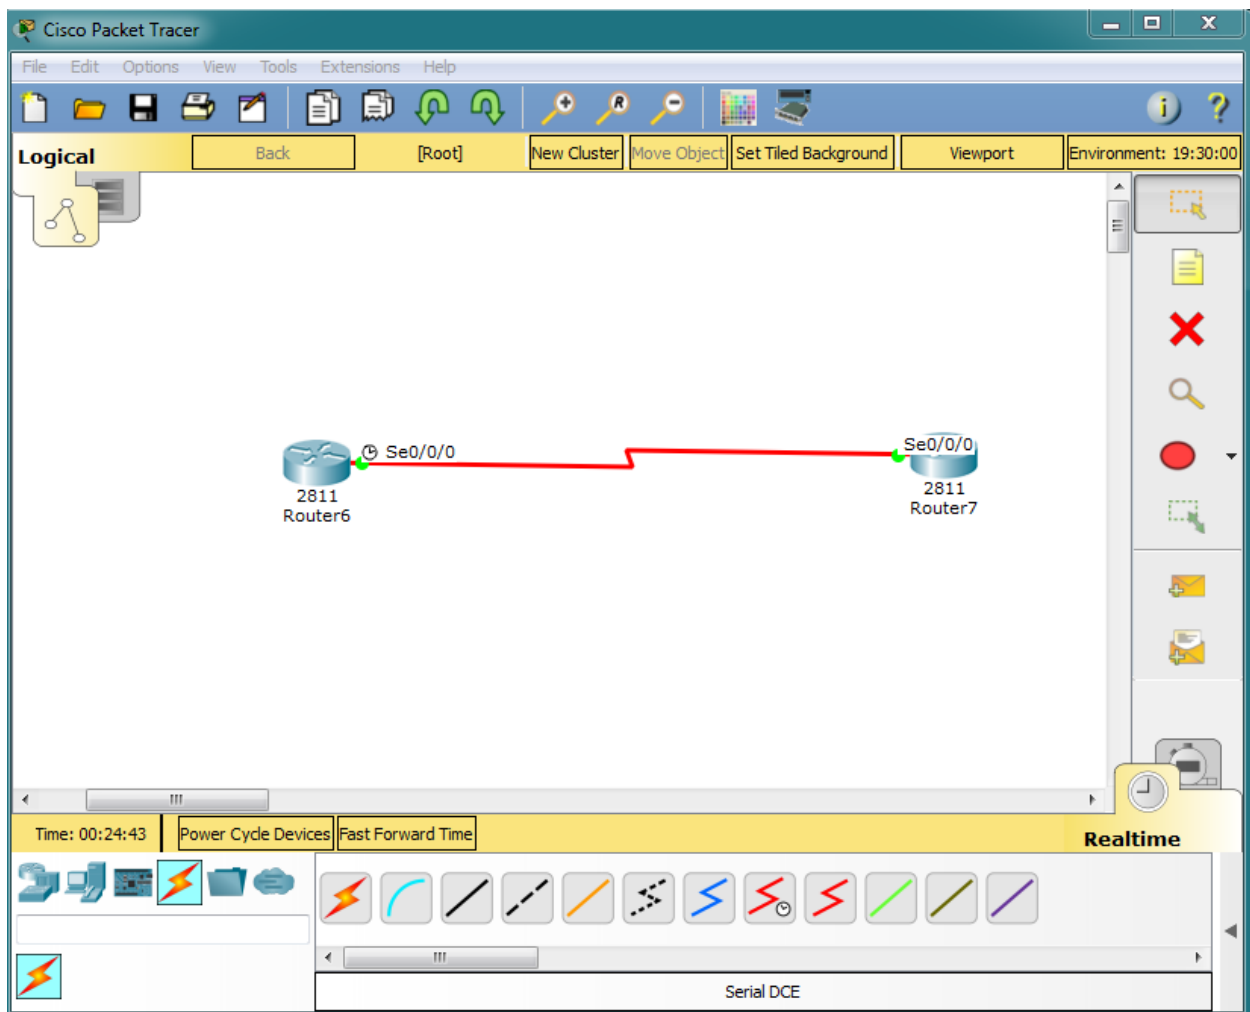 Cisco Packet Tracer
File Edit Options View Tools Extensions Help
R
i ?
Logical Back [Root] New Cluster Move Object Set Tiled Background Viewport Environment: 19:30:00
Se0/0/0
2811
Router6
Se0/0/0
2811
Router7
Time: 00:24:43 Power Cycle Devices Fast Forward Time Realtime
Serial DCE